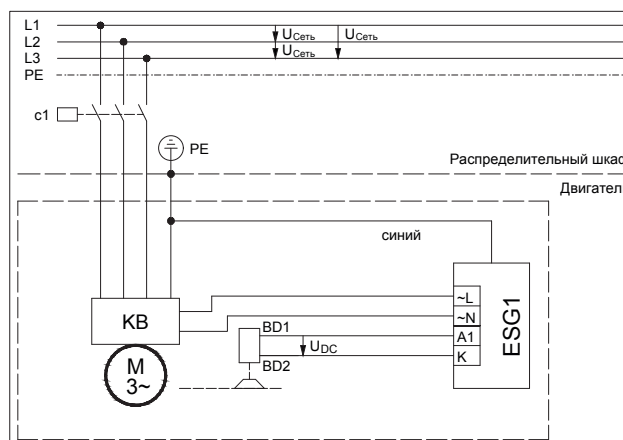 L1
L2
L3
PE
UСеть
UСеть
UСеть
c1
PE
Распределительный шкаф
Двигатель
синий
KB
M
3~
BD1
BD2
UDC
~L
~N
A1
K
ESG1